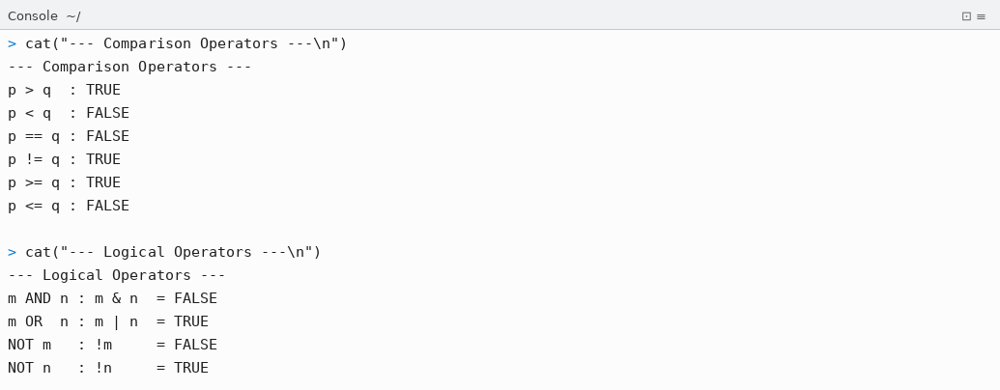 Console ~/
> cat("--- Comparison Operators ---\n")
--- Comparison Operators ---
p > q  : TRUE
p < q  : FALSE
p == q : FALSE
p != q : TRUE
p >= q : TRUE
p <= q : FALSE

> cat("--- Logical Operators ---\n")
--- Logical Operators ---
m AND n : m & n  = FALSE
m OR  n : m | n  = TRUE
NOT m   : !m     = FALSE
NOT n   : !n     = TRUE